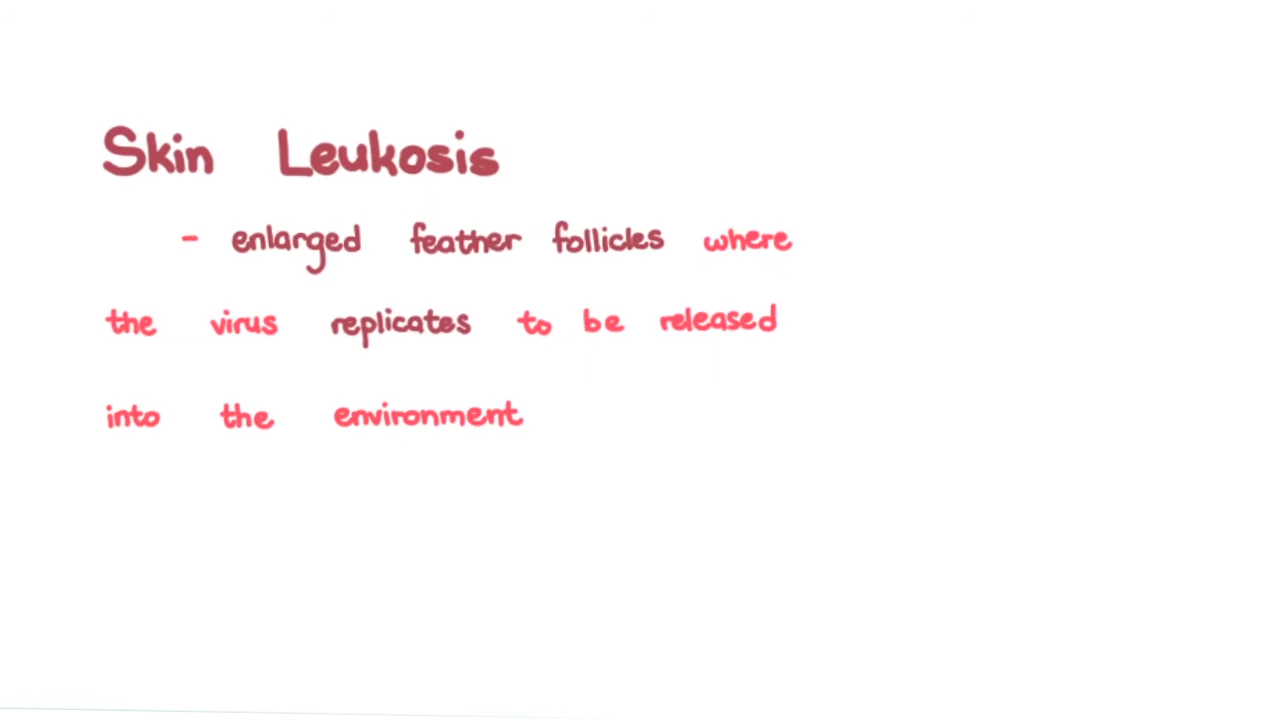 Skin Leukosis
- enlarged feather follicles where
the virus replicates to be released
into the environment